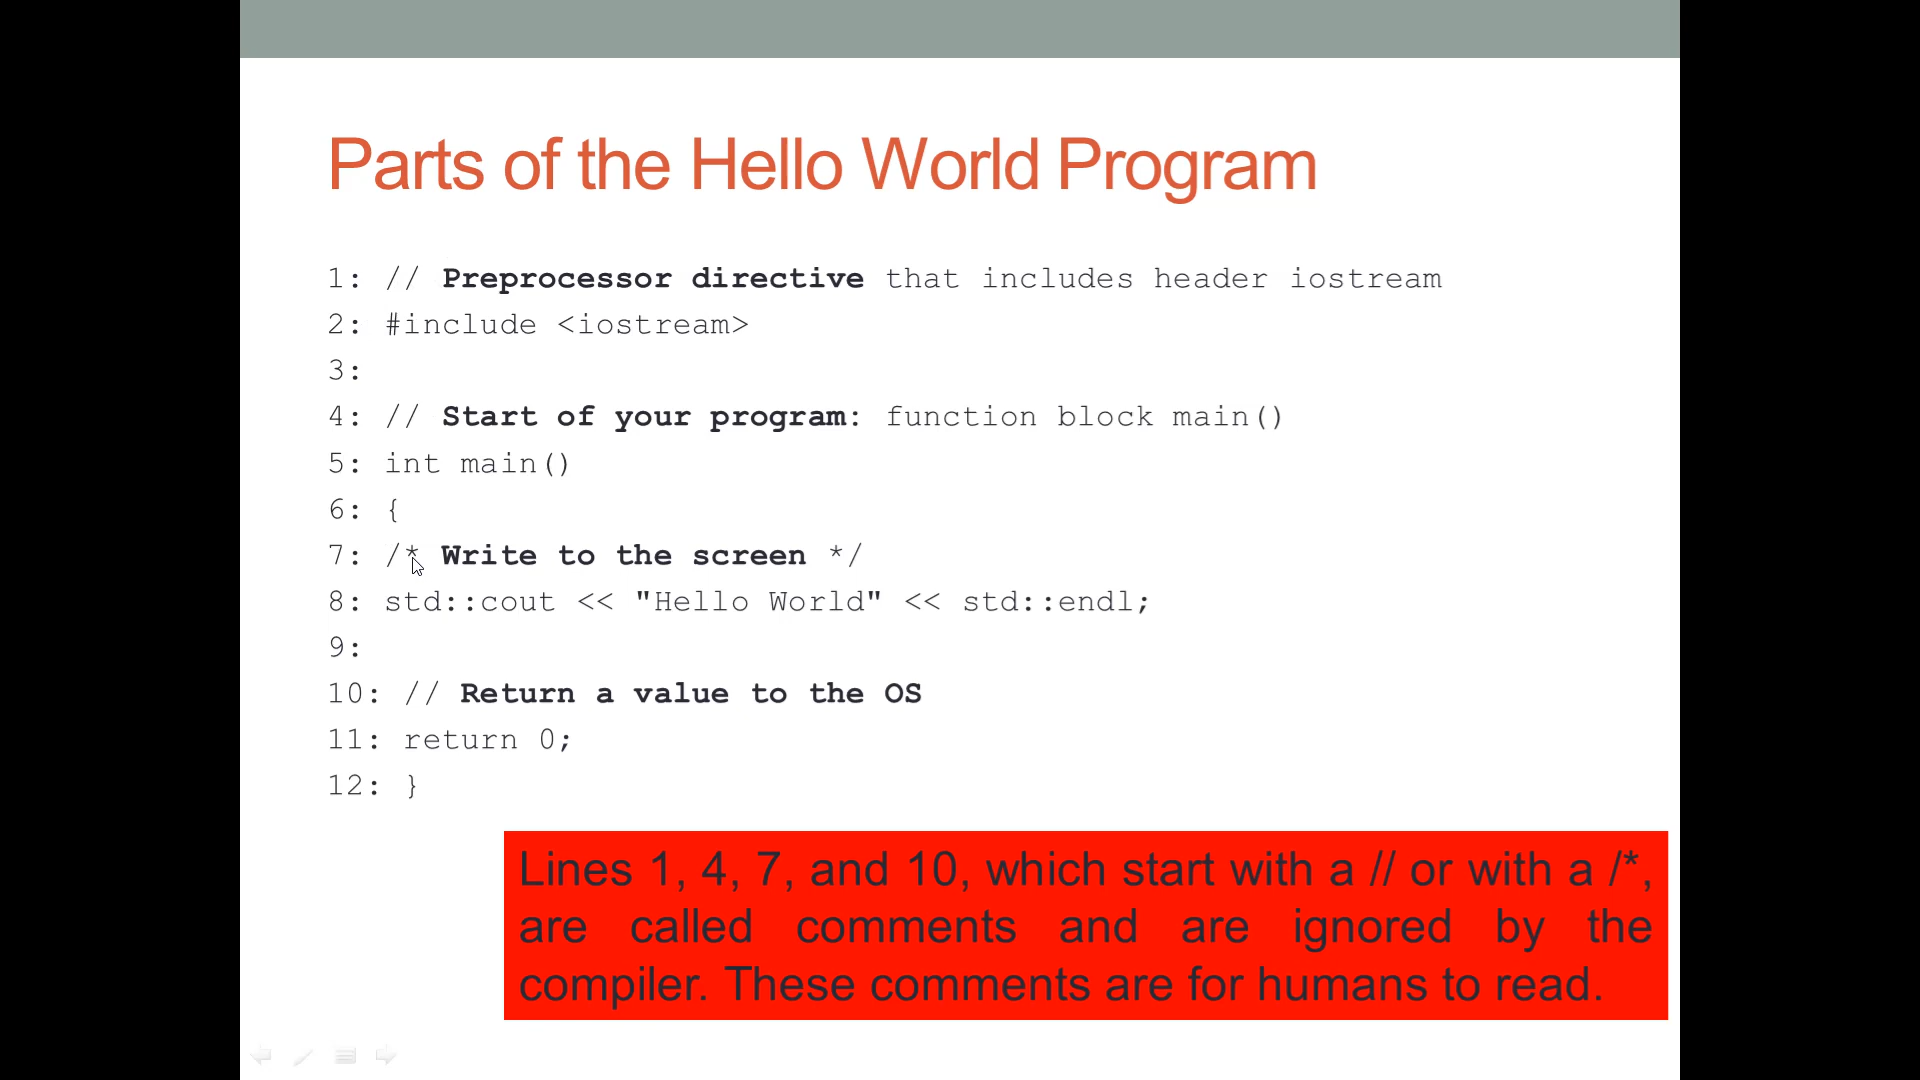 Parts of the Hello World Program
1: // Preprocessor directive that includes header iostream
2: #include <iostream>
3:
4: // Start of your program: function block main()
5: int main()
6: {
7: /* Write to the screen */
8: std::cout << "Hello World" << std::endl;
9:
10: // Return a value to the OS
11: return 0;
12: }
Lines 1, 4, 7, and 10, which start with a // or with a /*,
are called comments and are ignored by the
compiler. These comments are for humans to read.